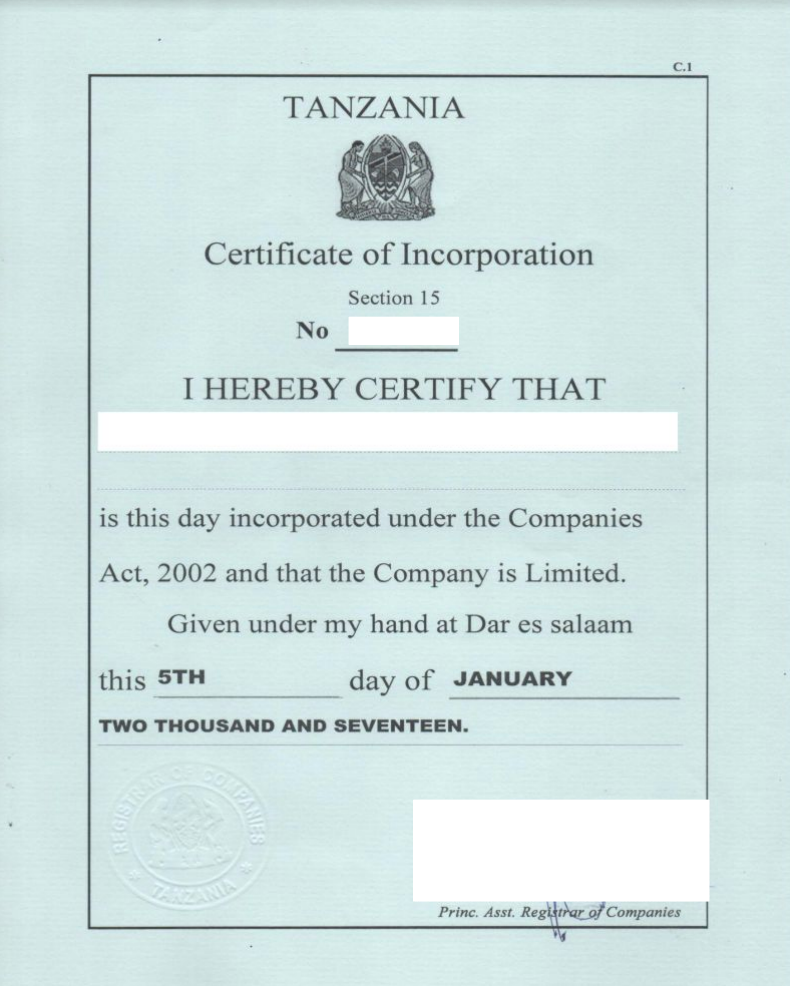 C.1
TANZANIA
Certificate of Incorporation
Section 15
No
I HEREBY CERTIFY THAT
is this day incorporated under the Companies
Act, 2002 and that the Company is Limited.
Given under my hand at Dar es salaam
this 5TH day of JANUARY
TWO THOUSAND AND SEVENTEEN.
REGISTRAR OF COMPANIES
TANZANIA
Princ. Asst. Registrar of Companies